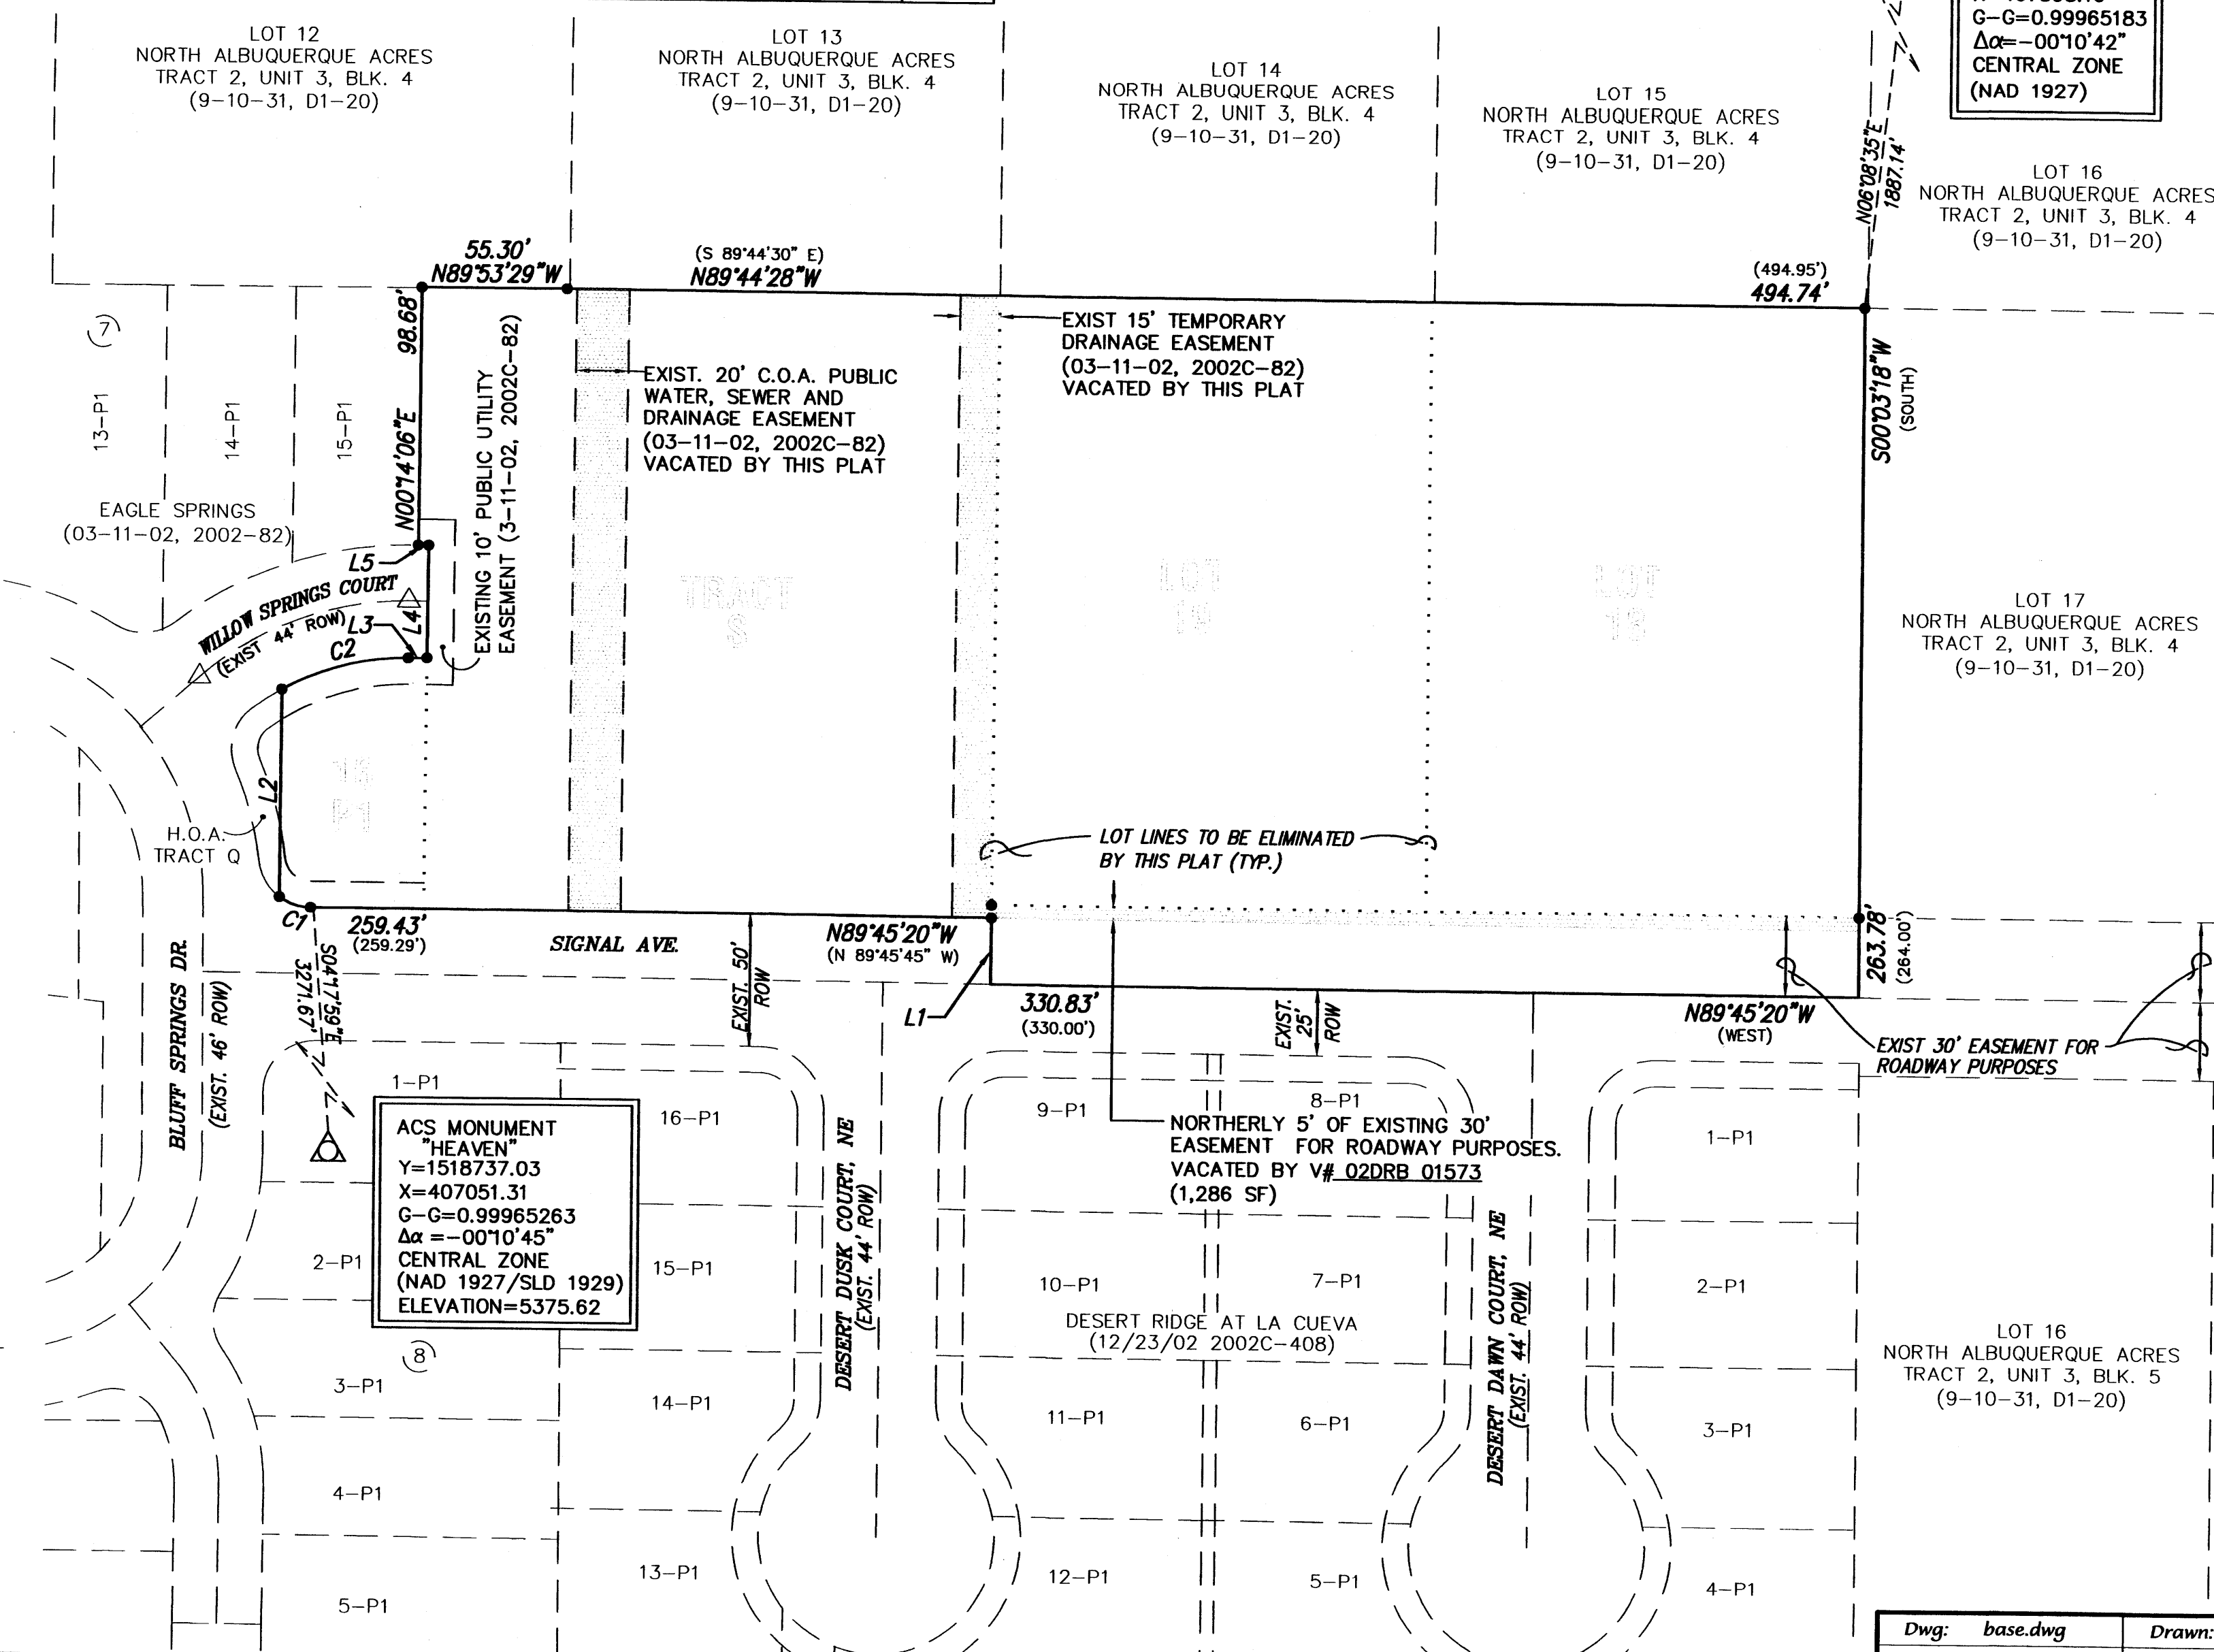 LOT 12
NORTH ALBUQUERQUE ACRES
TRACT 2, UNIT 3, BLK. 4
(9-10-31, D1-20)
LOT 13
NORTH ALBUQUERQUE ACRES
TRACT 2, UNIT 3, BLK. 4
(9-10-31, D1-20)
LOT 14
NORTH ALBUQUERQUE ACRES
TRACT 2, UNIT 3, BLK. 4
(9-10-31, D1-20)
LOT 15
NORTH ALBUQUERQUE ACRES
TRACT 2, UNIT 3, BLK. 4
(9-10-31, D1-20)
G-G=0.99965183
Δα=-00°10'42"
CENTRAL ZONE
(NAD 1927)
N06°08'35"E
1887.14'
LOT 16
NORTH ALBUQUERQUE ACRES
TRACT 2, UNIT 3, BLK. 4
(9-10-31, D1-20)
55.30'
N89°53'29"W
(S 89°44'30" E)
N89°44'28"W
(494.95')
494.74'
7
13-P1
14-P1
15-P1
98.68'
N00°14'06"E
EXISTING 10' PUBLIC UTILITY
EASEMENT (3-11-02, 2002C-82)
EXIST. 20' C.O.A. PUBLIC
WATER, SEWER AND
DRAINAGE EASEMENT
(03-11-02, 2002C-82)
VACATED BY THIS PLAT
EXIST 15' TEMPORARY
DRAINAGE EASEMENT
(03-11-02, 2002C-82)
VACATED BY THIS PLAT
S00°03'18"W
(SOUTH)
EAGLE SPRINGS
(03-11-02, 2002-82)
L5
WILLOW SPRINGS COURT
(EXIST 44' ROW)
L3
L4
C2
TRACT
S
LOT
19
LOT
18
LOT 17
NORTH ALBUQUERQUE ACRES
TRACT 2, UNIT 3, BLK. 4
(9-10-31, D1-20)
L2
P1
H.O.A.
TRACT Q
LOT LINES TO BE ELIMINATED
BY THIS PLAT (TYP.)
C1
259.43'
(259.29')
SIGNAL AVE.
N89°45'20"W
(N 89°45'45" W)
EXIST. 50'
ROW
L1
330.83'
(330.00')
EXIST.
25'
ROW
N89°45'20"W
(WEST)
263.78'
(264.00')
EXIST 30' EASEMENT FOR
ROADWAY PURPOSES
S04°17'59"E
3271.67'
BLUFF SPRINGS DR.
(EXIST. 46' ROW)
1-P1
ACS MONUMENT
"HEAVEN"
Y=1518737.03
X=407051.31
G-G=0.99965263
Δα =-00°10'45"
CENTRAL ZONE
(NAD 1927/SLD 1929)
ELEVATION=5375.62
16-P1
9-P1
8-P1
1-P1
NORTHERLY 5' OF EXISTING 30'
EASEMENT FOR ROADWAY PURPOSES.
VACATED BY V# 02DRB 01573
(1,286 SF)
DESERT DUSK COURT, NE
(EXIST. 44' ROW)
DESERT DAWN COURT, NE
(EXIST. 44' ROW)
2-P1
15-P1
10-P1
7-P1
2-P1
DESERT RIDGE AT LA CUEVA
(12/23/02 2002C-408)
8
LOT 16
NORTH ALBUQUERQUE ACRES
TRACT 2, UNIT 3, BLK. 5
(9-10-31, D1-20)
3-P1
14-P1
11-P1
6-P1
3-P1
4-P1
13-P1
12-P1
5-P1
4-P1
5-P1
Dwg: base.dwg
Drawn: